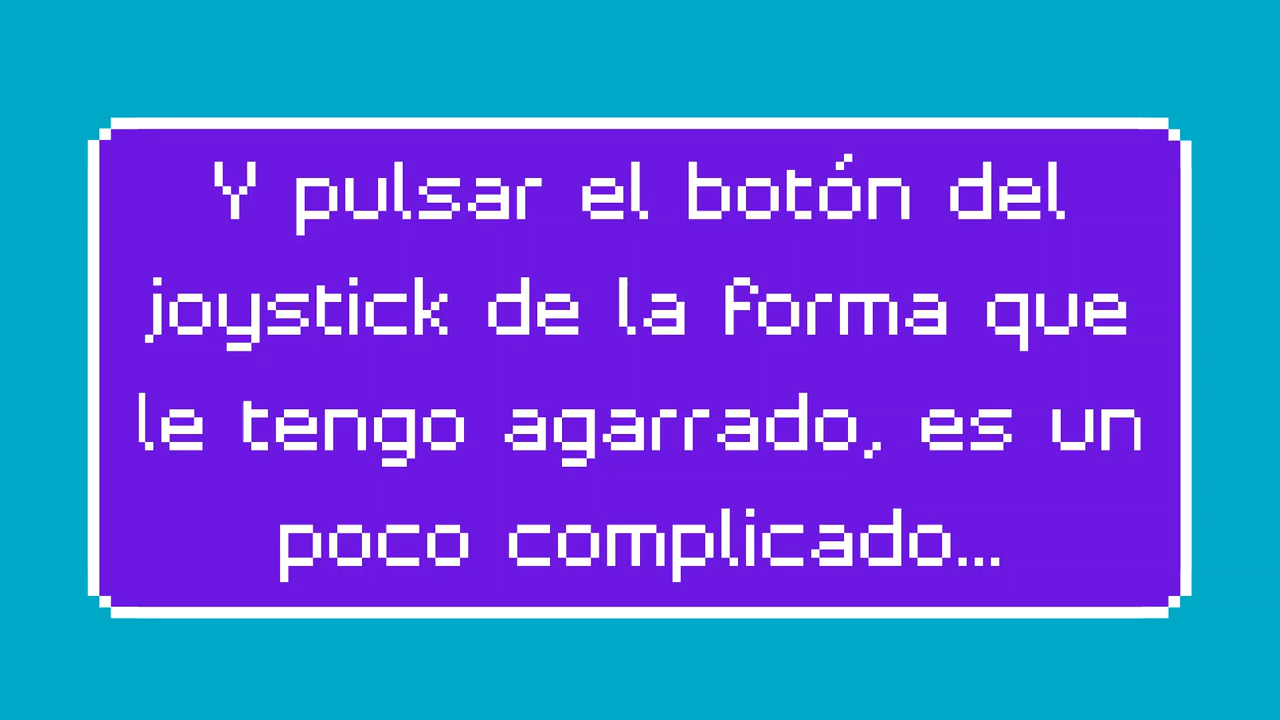 Y pulsar el botón del
joystick de la forma que
le tengo agarrado, es un
poco complicado...